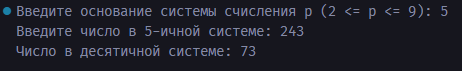 Введите основание системы счисления p (2 <= p <= 9): 5
Введите число в 5-ичной системе: 243
Число в десятичной системе: 73